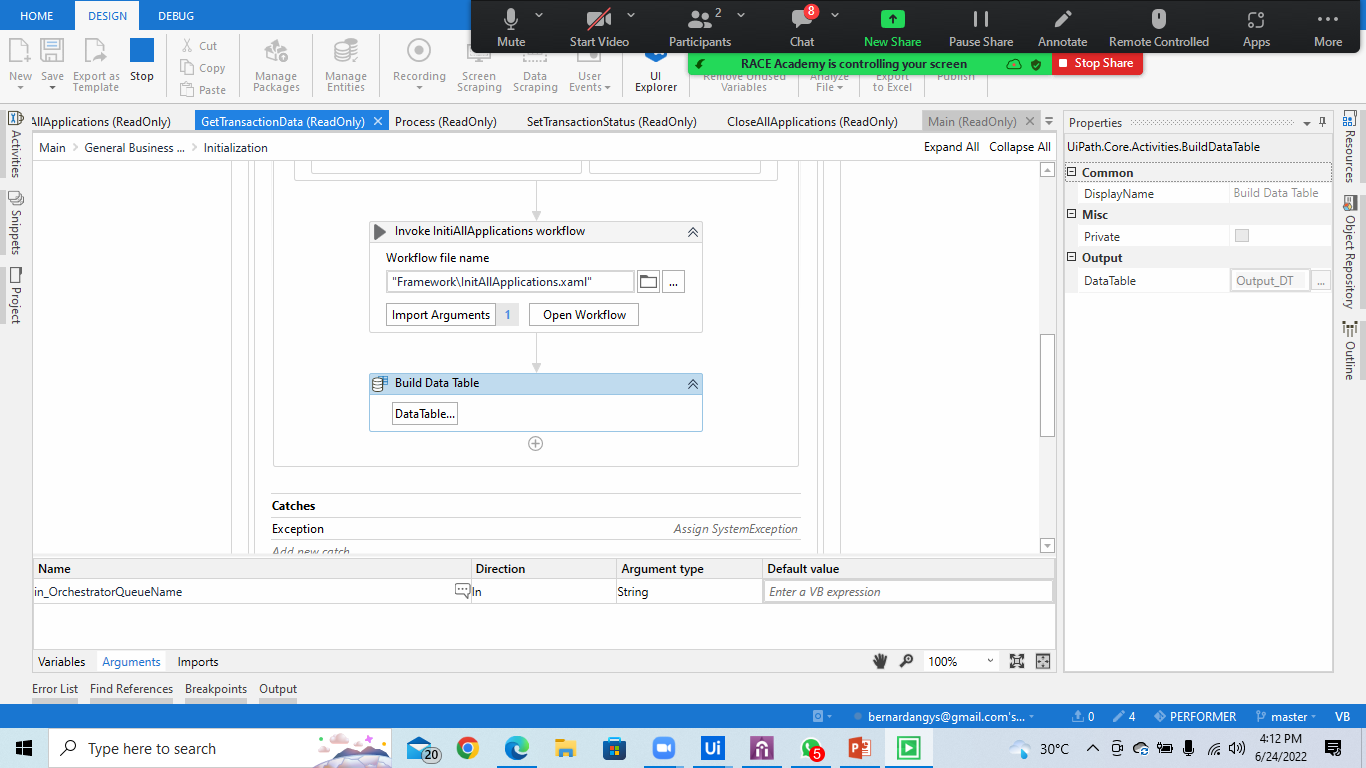 HOME DESIGN DEBUG
Mute Start Video Participants 2 Chat 8 New Share Pause Share Annotate Remote Controlled Apps More
RACE Academy is controlling your screen Stop Share
New Save Export as Template Stop
Cut
Copy
Paste
Manage Packages
Manage Entities
Recording
Screen Scraping
Data Scraping
User Events
UI Explorer
Remove Unused Variables
Analyze File
Export to Excel
Publish
AllApplications (ReadOnly) GetTransactionData (ReadOnly) Process (ReadOnly) SetTransactionStatus (ReadOnly) CloseAllApplications (ReadOnly) Main (ReadOnly)
Main > General Business ... > Initialization
Expand All Collapse All
Activities
Snippets
Project
Invoke InitiAllApplications workflow
Workflow file name
"Framework\InitAllApplications.xaml"
...
Import Arguments 1 Open Workflow
Build Data Table
DataTable...
Catches
Exception Assign SystemException
Add new catch
Name Direction Argument type Default value
in_OrchestratorQueueName In String Enter a VB expression
Variables Arguments Imports
100%
Error List Find References Breakpoints Output
Properties
UiPath.Core.Activities.BuildDataTable
Common
DisplayName Build Data Table
Misc
Private
Output
DataTable Output_DT ...
Resources
Object Repository
Outline
bernardangys@gmail.com's... 0 4 PERFORMER master VB
Type here to search
20
Ui
5
30°C
4:12 PM
6/24/2022